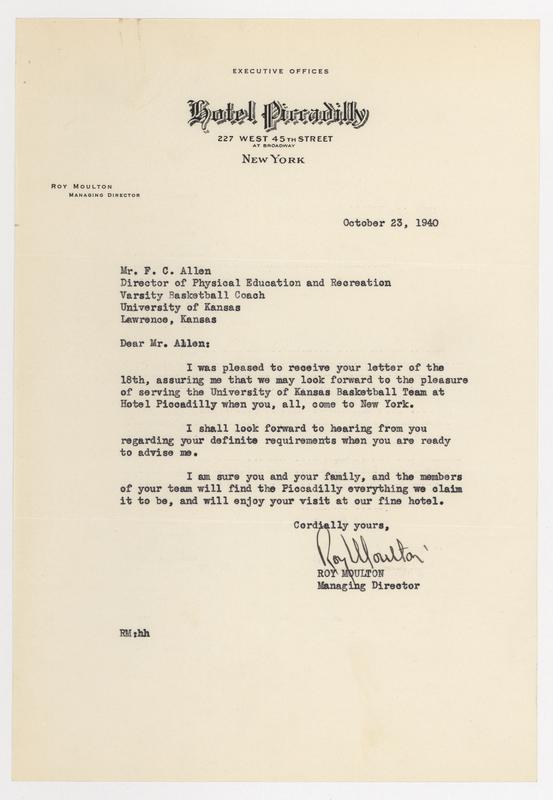 EXECUTIVE OFFICES
Hotel Piccadilly
227 WEST 45TH STREET
AT BROADWAY
NEW YORK
ROY MOULTON
MANAGING DIRECTOR
October 23, 1940
Mr. F. C. Allen
Director of Physical Education and Recreation
Varsity Basketball Coach
University of Kansas
Lawrence, Kansas
Dear Mr. Allen:
I was pleased to receive your letter of the
18th, assuring me that we may look forward to the pleasure
of serving the University of Kansas Basketball Team at
Hotel Piccadilly when you, all, come to New York.
I shall look forward to hearing from you
regarding your definite requirements when you are ready
to advise me.
I am sure you and your family, and the members
of your team will find the Piccadilly everything we claim
it to be, and will enjoy your visit at our fine hotel.
Cordially yours,
Roy Moulton
ROY MOULTON
Managing Director
RM:hh